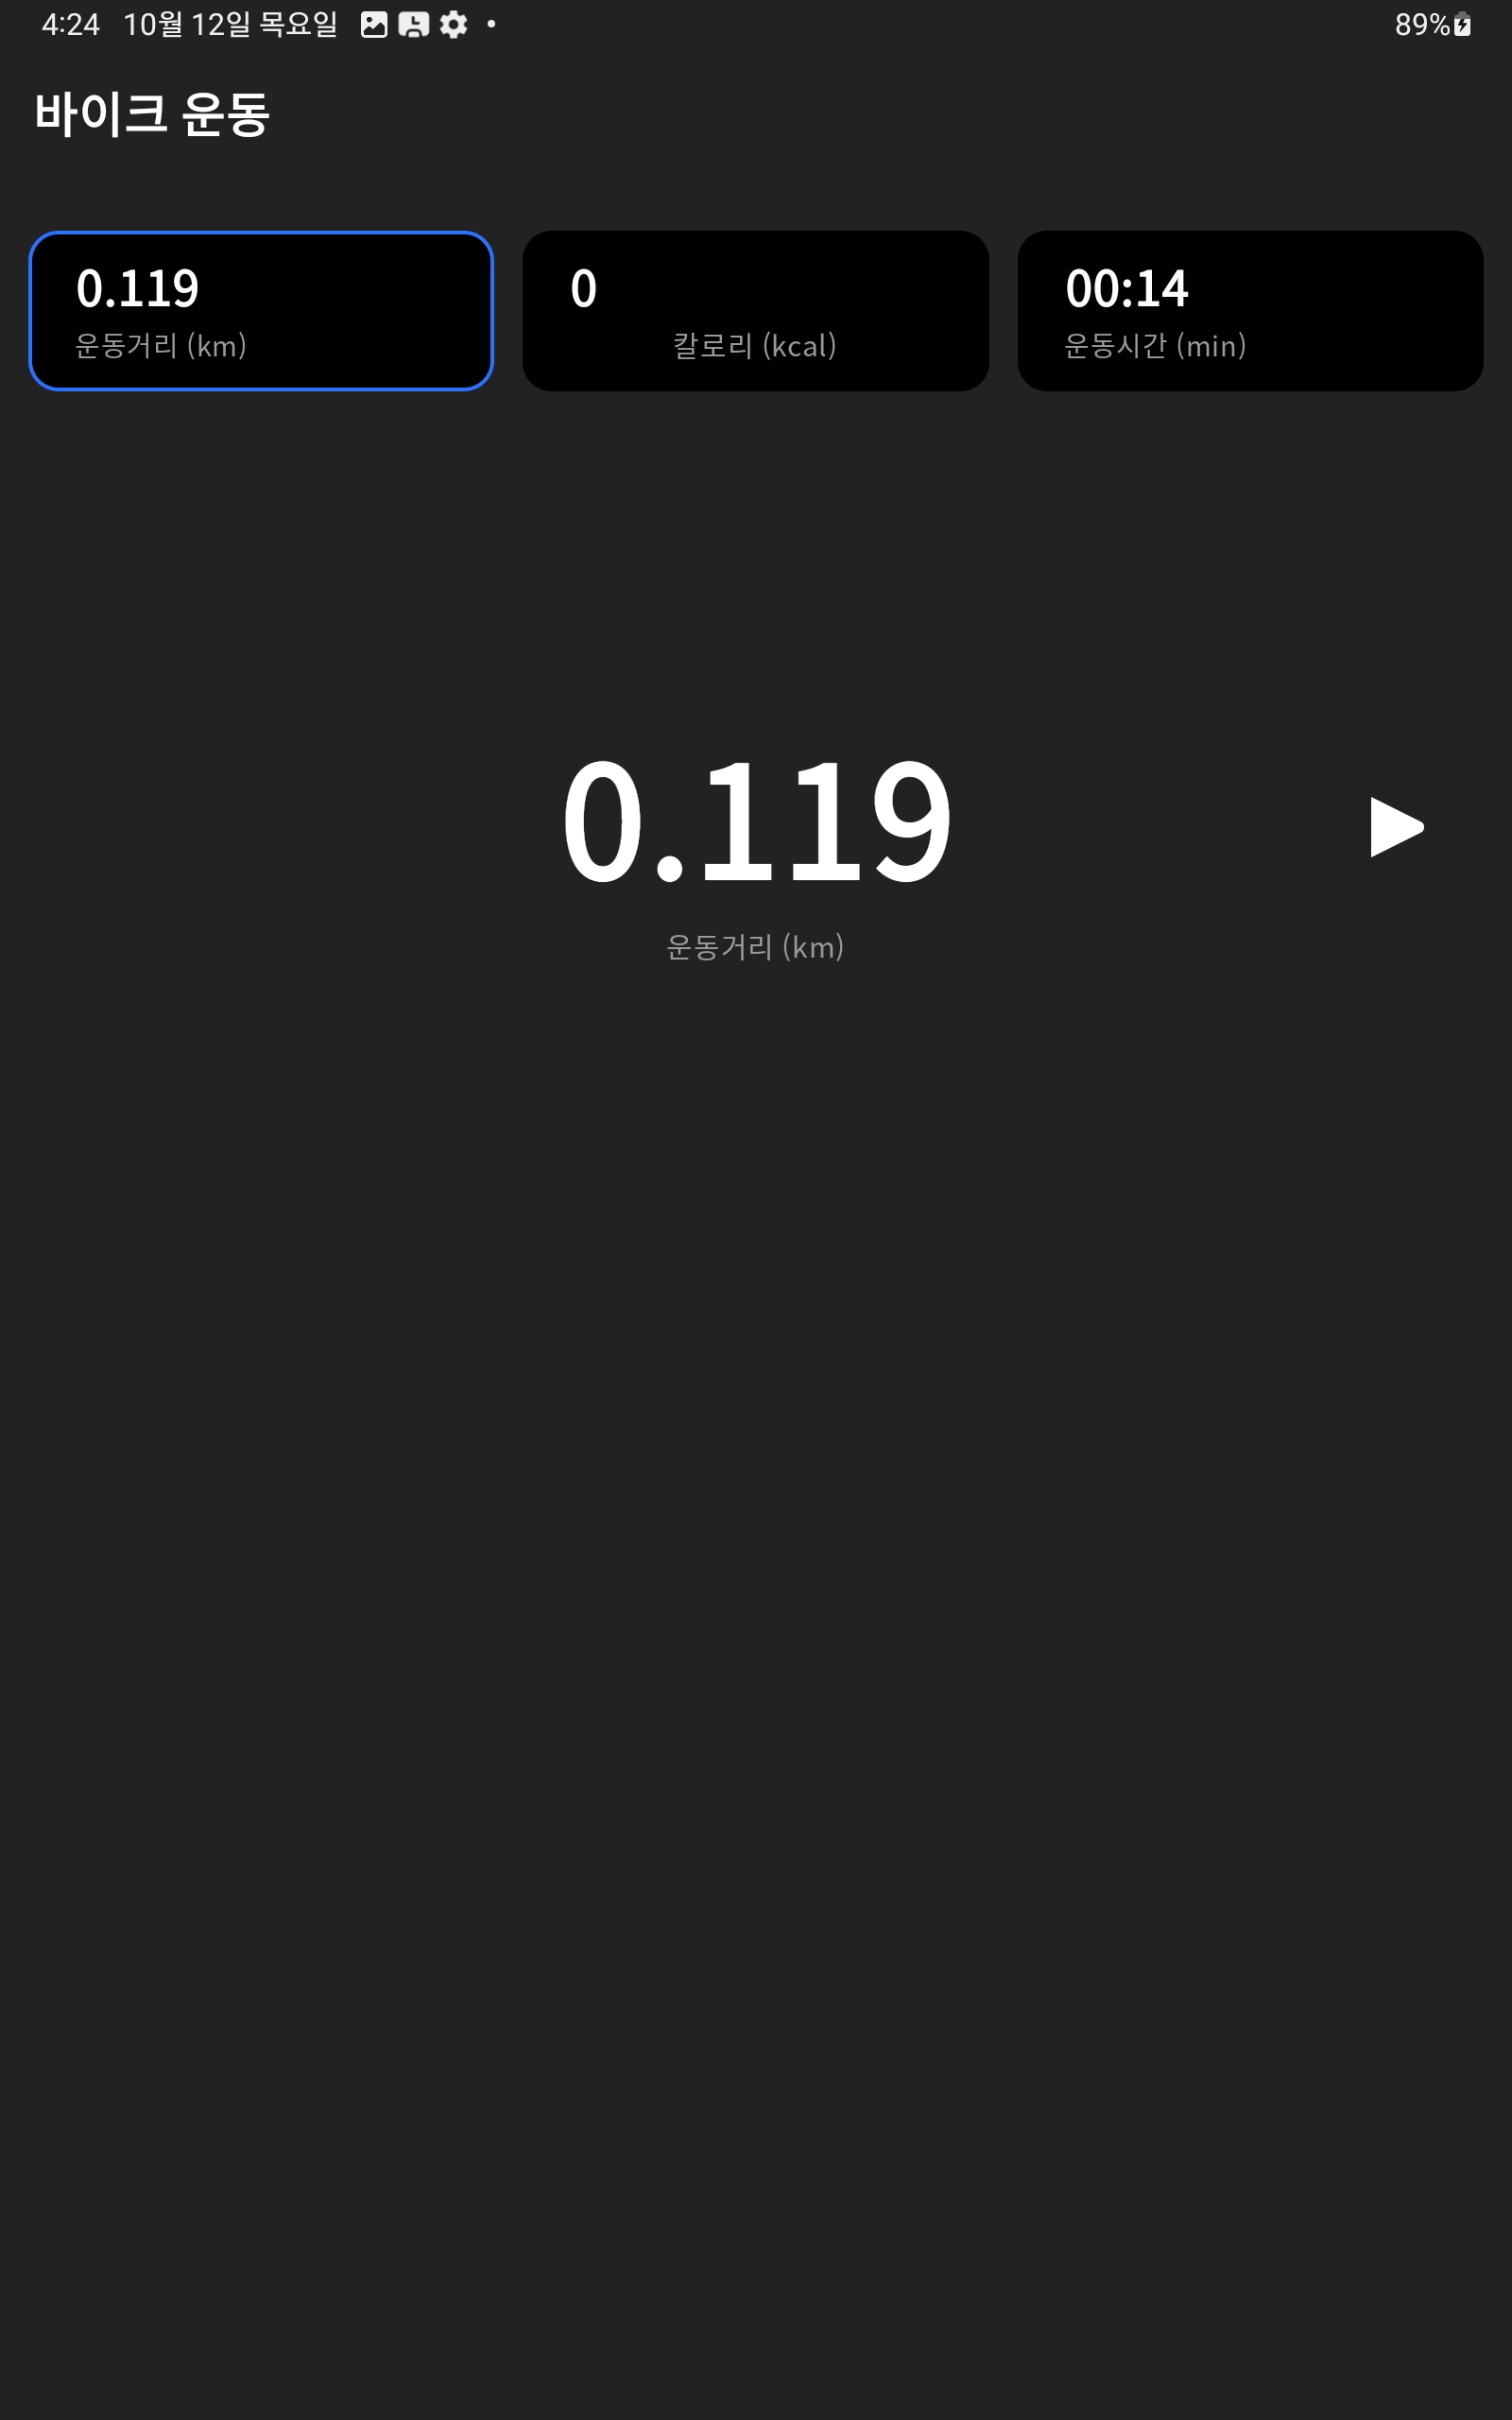 4:24 10월 12일 목요일 89%
바이크 운동
0.119
운동거리 (km)
0
칼로리 (kcal)
00:14
운동시간 (min)
0.119
운동거리 (km)